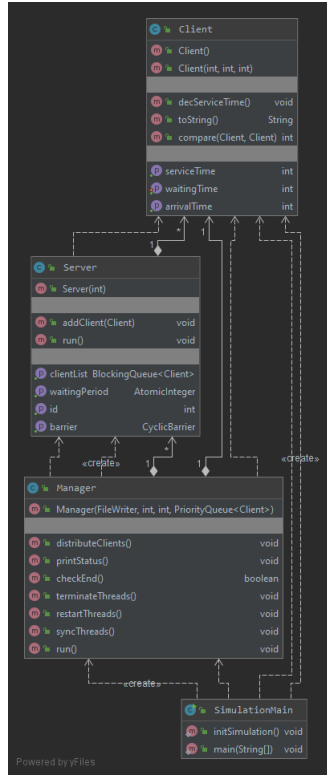 Client
Client()
Client(int, int, int)
decServiceTime() void
toString() String
compare(Client, Client) int
serviceTime int
waitingTime int
arrivalTime int
* 1
1
Server
Server(int)
addClient(Client) void
run() void
clientList BlockingQueue<Client>
waitingPeriod AtomicInteger
id int
barrier CyclicBarrier
*
«create»
«create»
1 1
Manager
Manager(FileWriter, int, int, PriorityQueue<Client>)
distributeClients() void
printStatus() void
checkEnd() boolean
terminateThreads() void
restartThreads() void
syncThreads() void
run() void
«create»
SimulationMain
initSimulation() void
main(String[]) void
Powered by yFiles